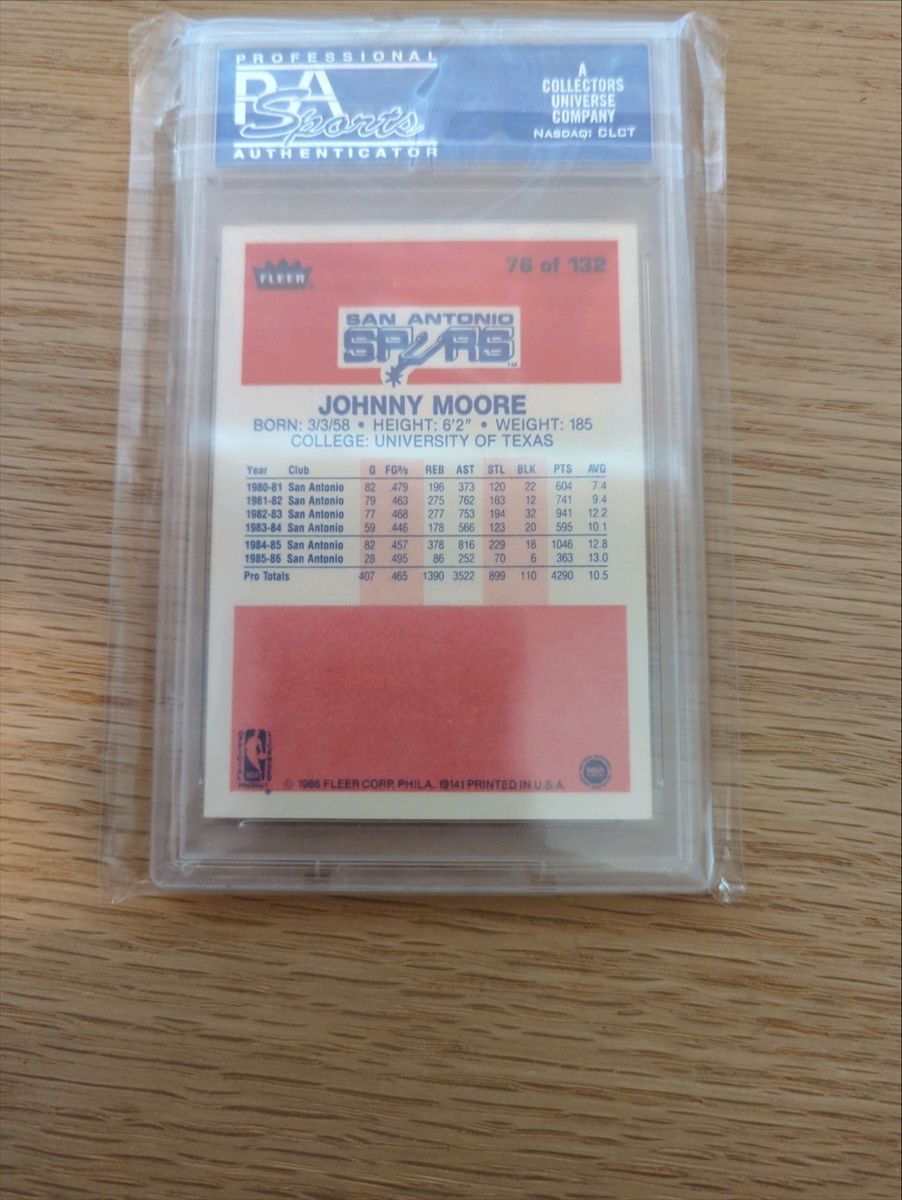 PROFESSIONAL
PSA
Sports
AUTHENTICATOR
A
COLLECTORS
UNIVERSE
COMPANY
NASDAQ: CLCT
FLEER
76 of 132
SAN ANTONIO
SPURS
TM
JOHNNY MOORE
BORN: 3/3/58 • HEIGHT: 6'2" • WEIGHT: 185
COLLEGE: UNIVERSITY OF TEXAS
Year Club G FG% REB AST STL BLK PTS AVG
1980-81 San Antonio 82 .479 196 373 120 22 604 7.4
1981-82 San Antonio 79 .463 275 762 163 12 741 9.4
1982-83 San Antonio 77 .468 277 753 194 32 941 12.2
1983-84 San Antonio 59 .446 178 566 123 20 595 10.1
1984-85 San Antonio 82 .457 378 816 229 18 1046 12.8
1985-86 San Antonio 28 .495 86 252 70 6 363 13.0
Pro Totals 407 .465 1390 3522 899 110 4290 10.5
OFFICIAL LICENSED
PRODUCT
© 1986 FLEER CORP. PHILA. 19141 PRINTED IN U.S.A.